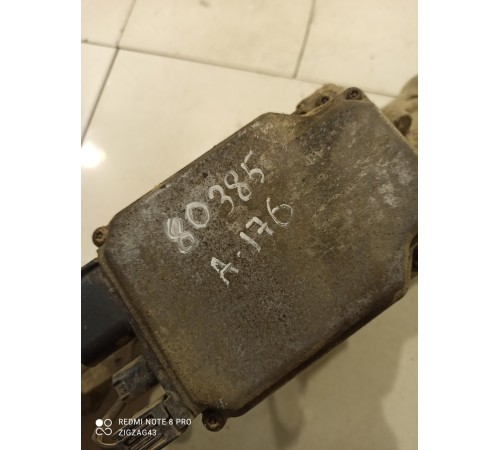 80385
A-176
REDMI NOTE 8 PRO
ZIGZAG43